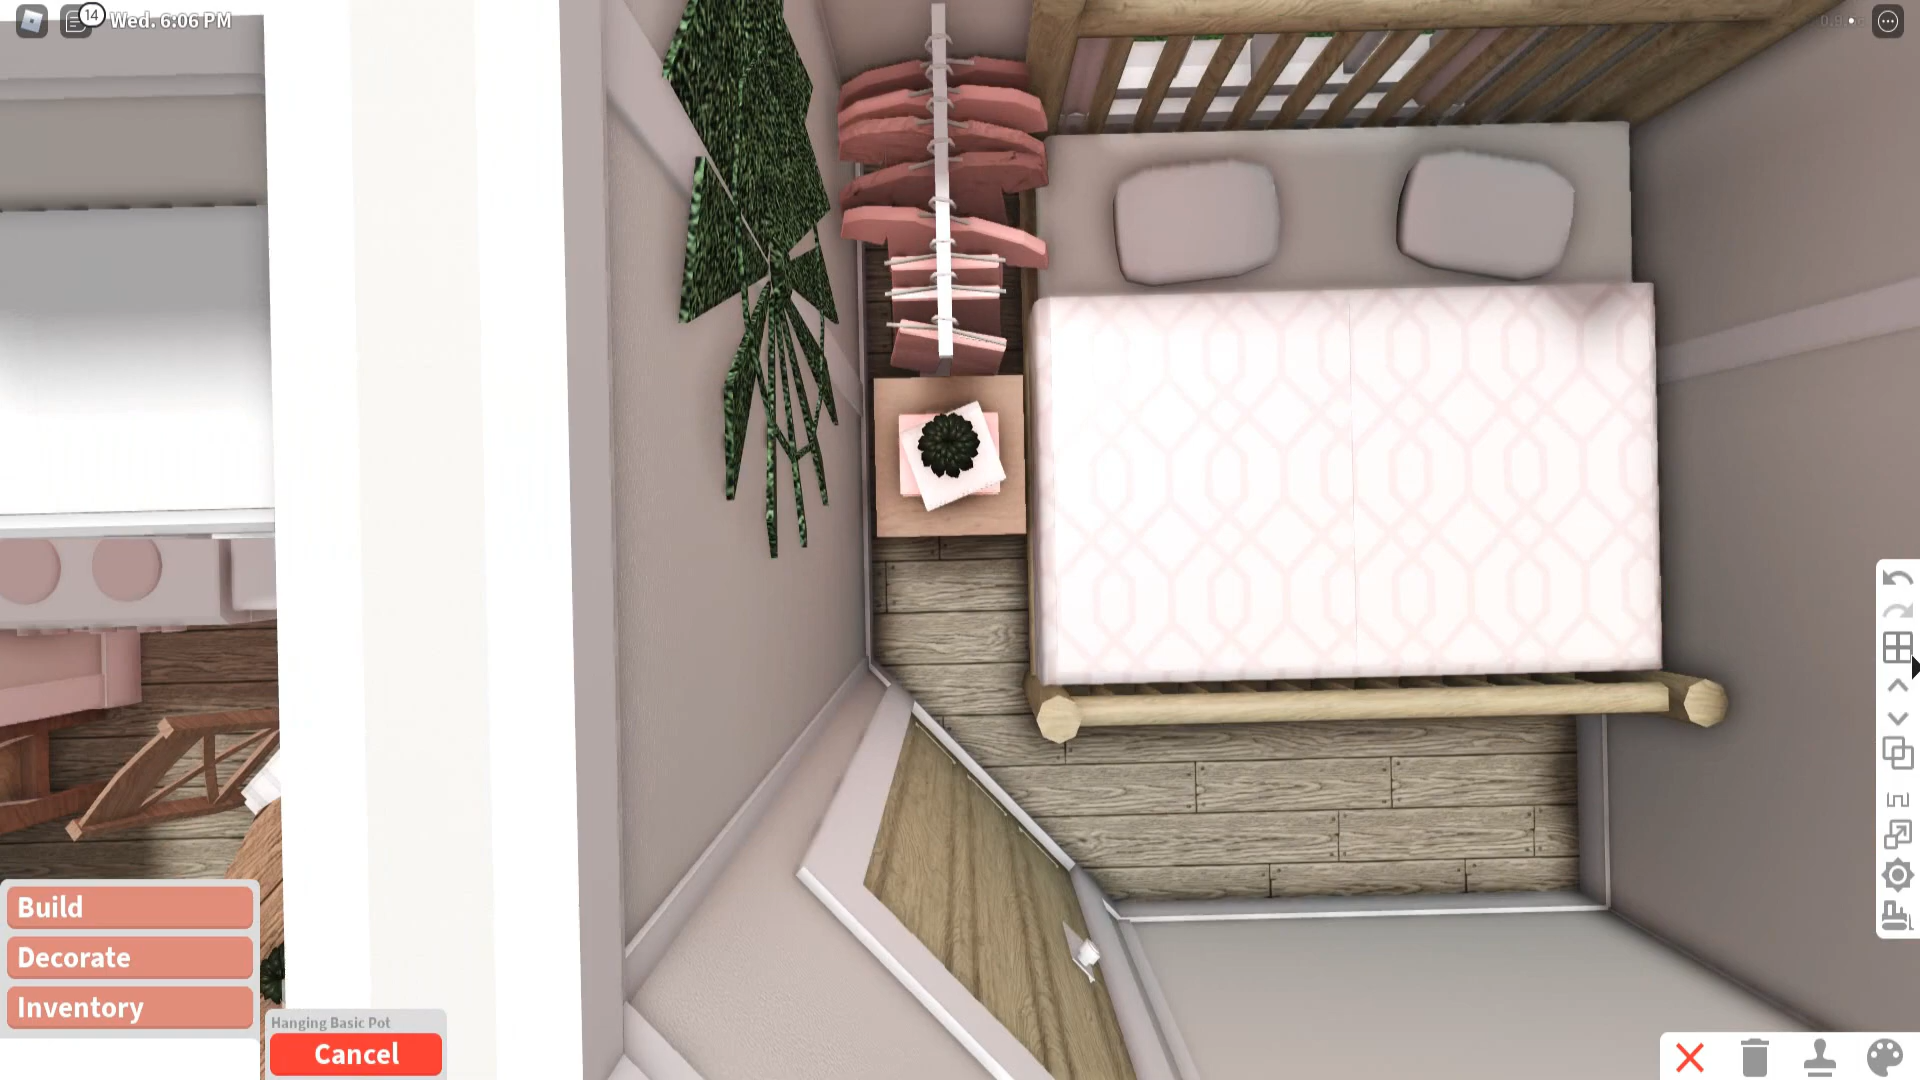 14
Wed. 6:06 PM
Build
Decorate
Inventory
Hanging Basic Pot
Cancel